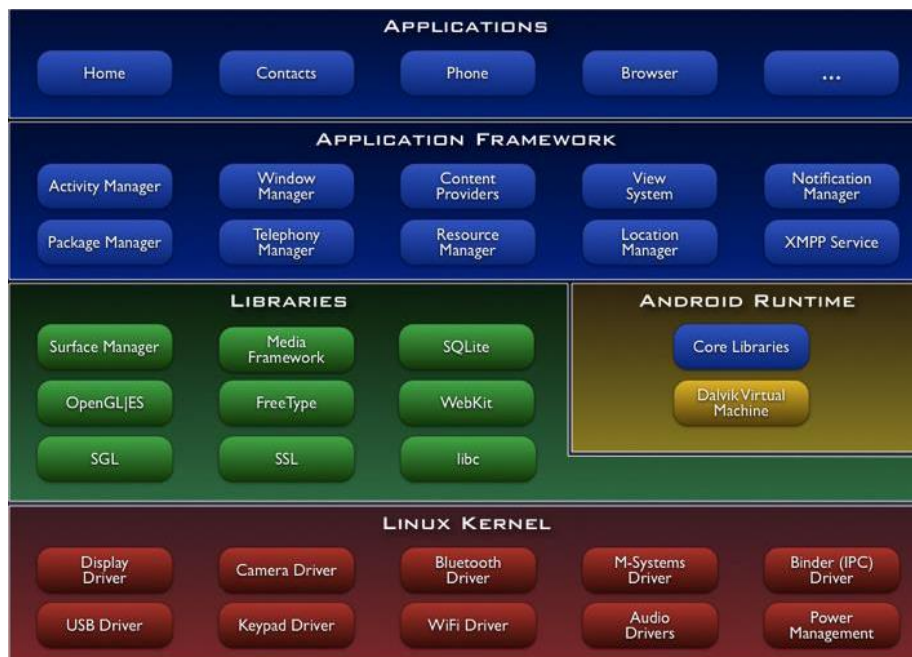 APPLICATIONS
Home
Contacts
Phone
Browser
...
APPLICATION FRAMEWORK
Activity Manager
Window
Manager
Content
Providers
View
System
Notification
Manager
Package Manager
Telephony
Manager
Resource
Manager
Location
Manager
XMPP Service
LIBRARIES
Surface Manager
Media
Framework
SQLite
OpenGL|ES
FreeType
WebKit
SGL
SSL
libc
ANDROID RUNTIME
Core Libraries
Dalvik Virtual
Machine
LINUX KERNEL
Display
Driver
Camera Driver
Bluetooth
Driver
M-Systems
Driver
Binder (IPC)
Driver
USB Driver
Keypad Driver
WiFi Driver
Audio
Drivers
Power
Management